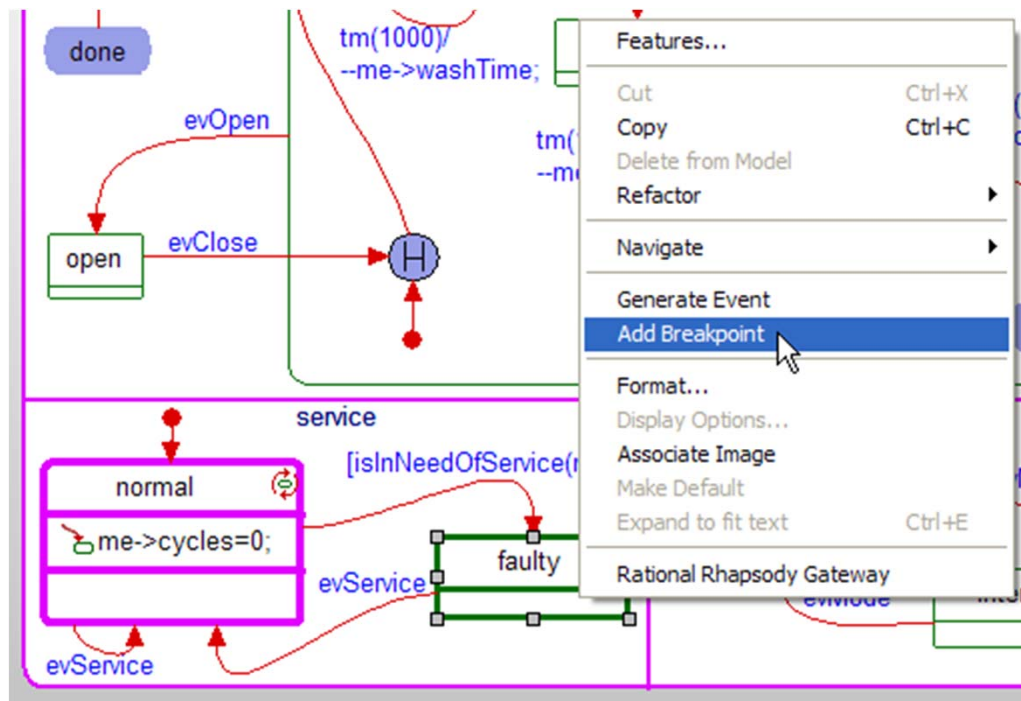 done
tm(1000)/
--me->washTime;
evOpen
tm(
--m
open
evClose
H
Features...
Cut Ctrl+X
Copy Ctrl+C
Delete from Model
Refactor
Navigate
Generate Event
Add Breakpoint
Format...
Display Options...
Associate Image
Make Default
Expand to fit text Ctrl+E
Rational Rhapsody Gateway
service
normal
me->cycles=0;
[isInNeedOfService(
faulty
evService
evService
evMode